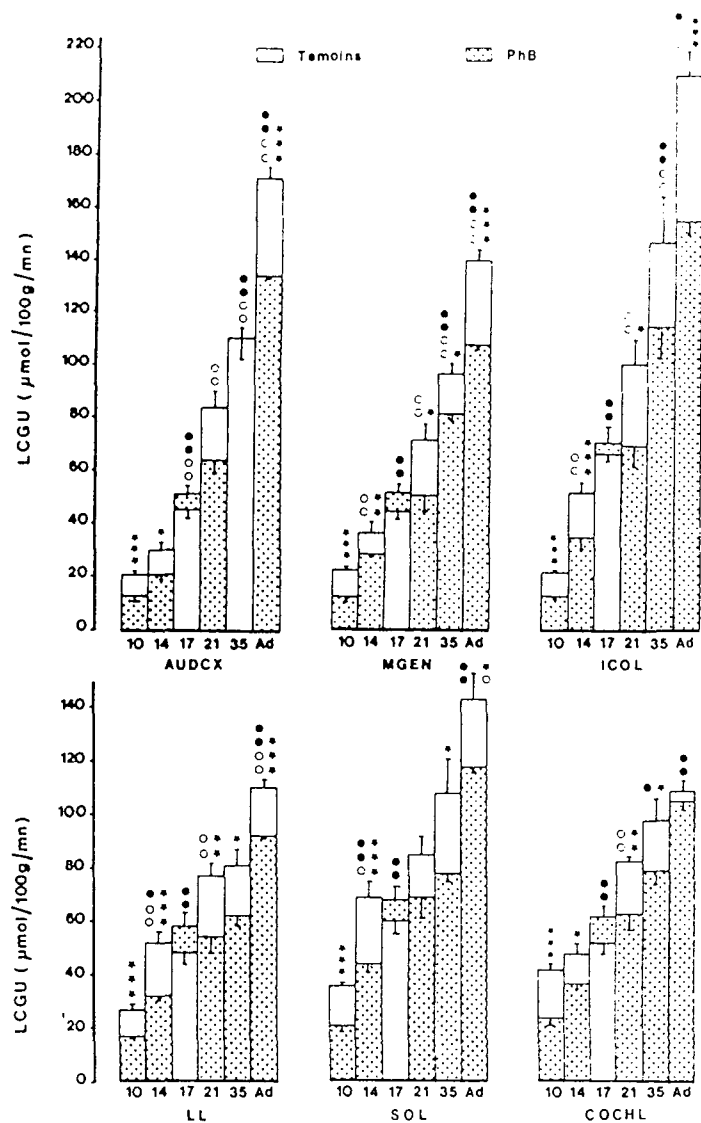 Temoins PhB
LCGU ( µmol/100g/mn)
220
200
180
160
140
120
100
80
60
40
20
0
10 14 17 21 35 Ad 10 14 17 21 35 Ad 10 14 17 21 35 Ad
AUDCX MGEN ICOL
LCGU ( µmol/100g/mn)
140
120
100
80
60
40
20
0
10 14 17 21 35 Ad 10 14 17 21 35 Ad 10 14 17 21 35 Ad
LL SOL COCHL